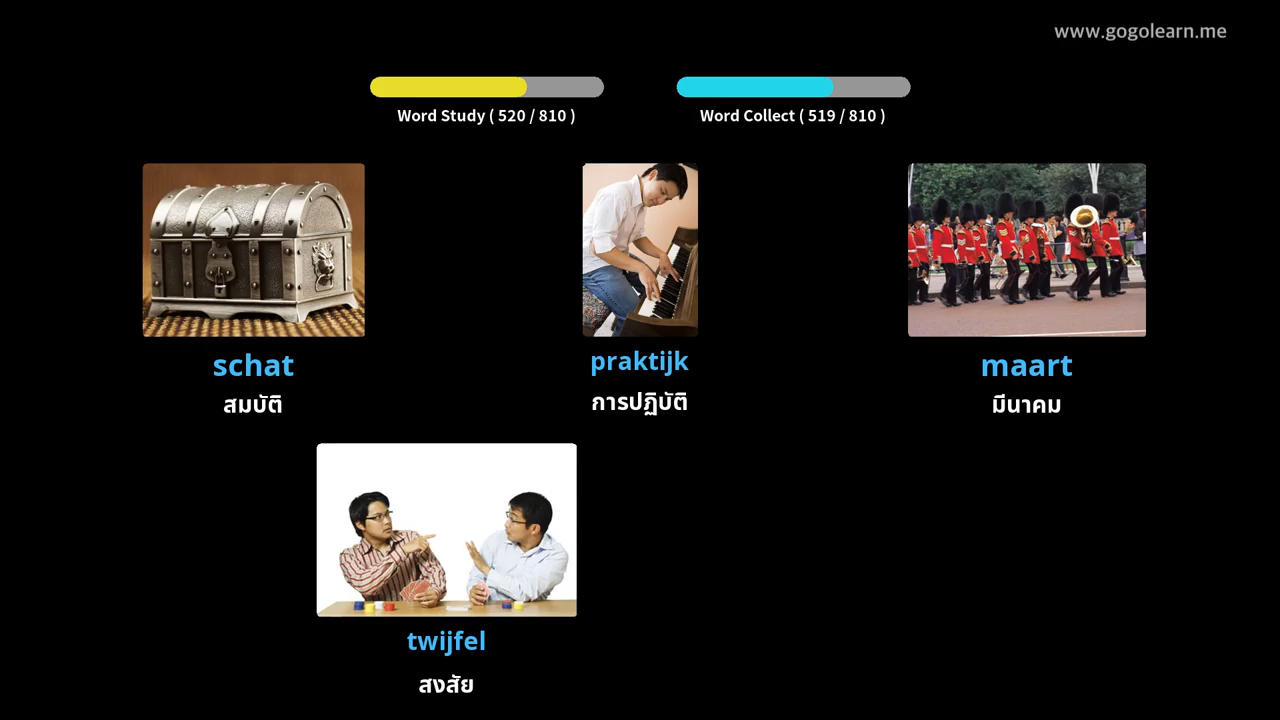 www.gogolearn.me
Word Study ( 520 / 810 )
Word Collect ( 519 / 810 )
schat
สมบัติ
praktijk
การปฏิบัติ
maart
มีนาคม
twijfel
สงสัย